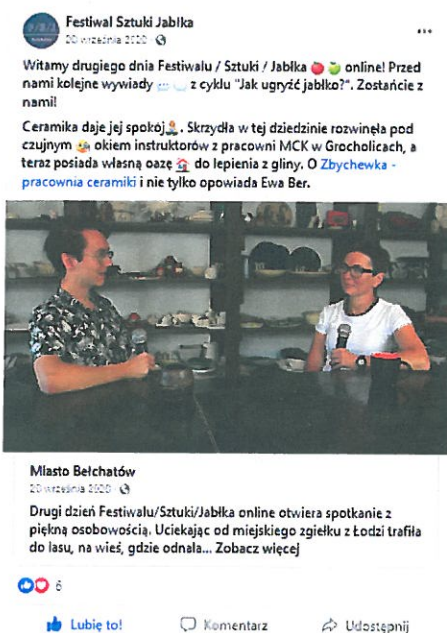 Festiwal Sztuki Jabłka
20 września 2020
Witamy drugiego dnia Festiwalu / Sztuki / Jabłka 🍎 🍏 online! Przed
nami kolejne wywiady z cyklu "Jak ugryźć jabłko?". Zostańcie z
nami!
Ceramika daje jej spokój. Skrzydła w tej dziedzinie rozwinęła pod
czujnym okiem instruktorów z pracowni MCK w Grocholicach, a
teraz posiada własną oazę do lepienia z gliny. O Zbychewka -
pracownia ceramiki i nie tylko opowiada Ewa Ber.
Miasto Bełchatów
20 września 2020
Drugi dzień Festiwalu/Sztuki/Jabłka online otwiera spotkanie z
piękną osobowością. Uciekając od miejskiego zgiełku z Łodzi trafiła
do lasu, na wieś, gdzie odnala... Zobacz więcej
6
Lubię to!
Komentarz
Udostępnij